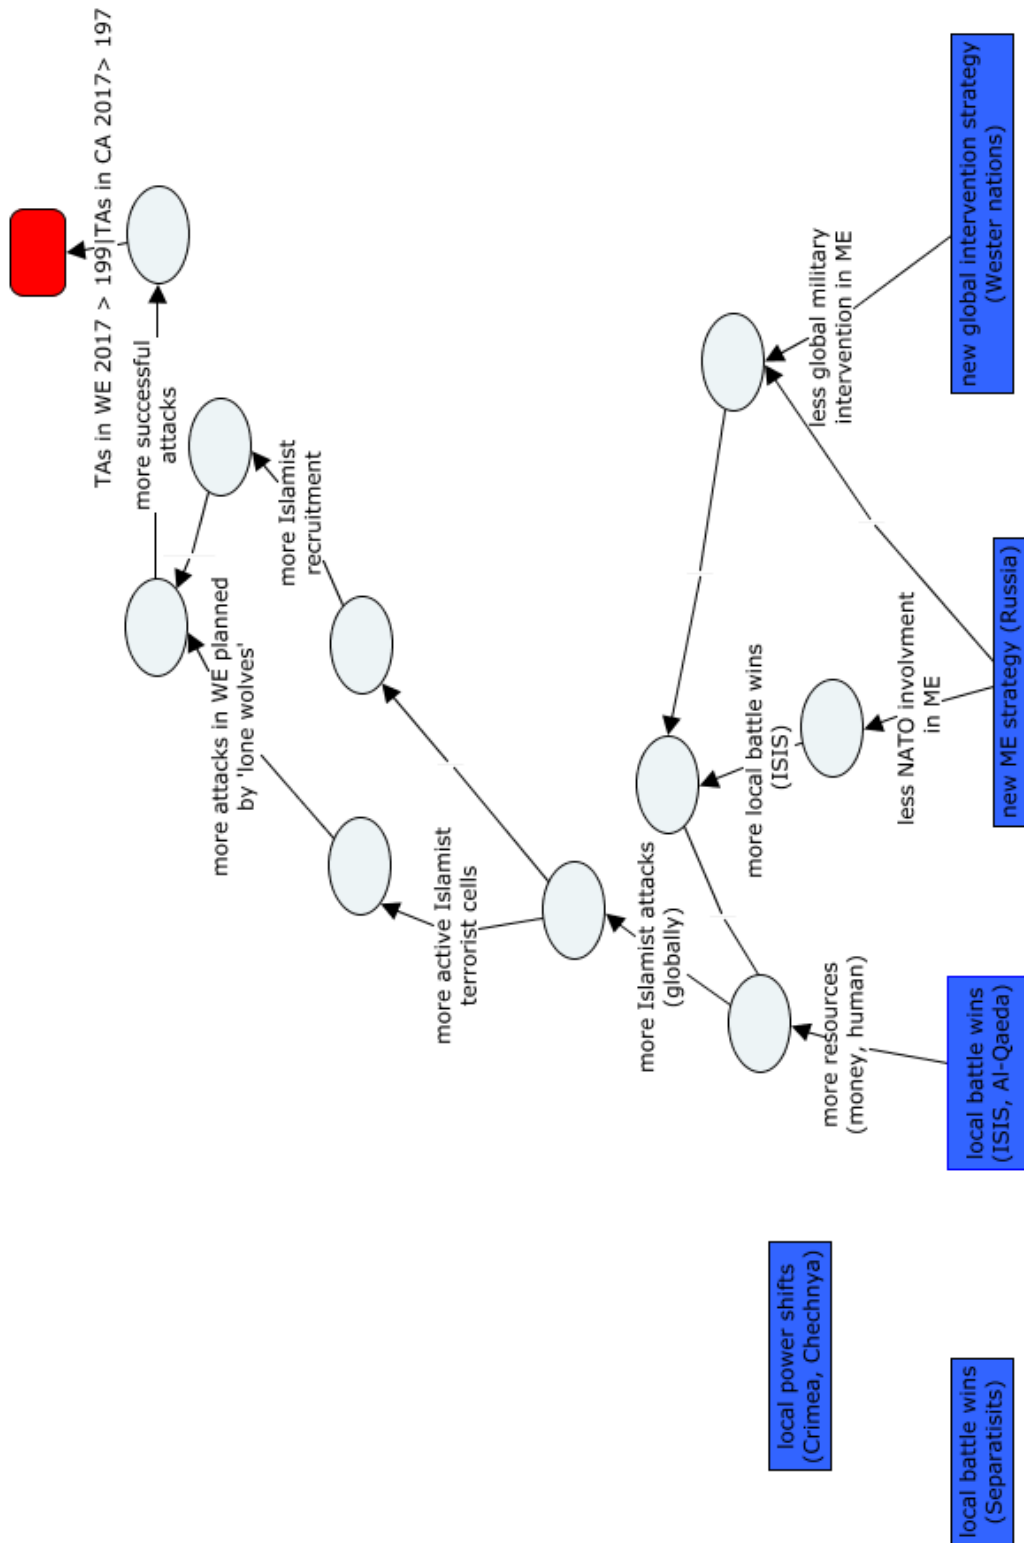 TAs in WE 2017 > 199|TAs in CA 2017> 197
more successful
attacks
more Islamist
recruitment
more attacks in WE planned
by 'lone wolves'
more active Islamist
terrorist cells
more Islamist attacks
(globally)
more local battle wins
(ISIS)
less global military
intervention in ME
more resources
(money, human)
less NATO involvment
in ME
local power shifts
(Crimea, Chechnya)
local battle wins
(Separatisits)
local battle wins
(ISIS, Al-Qaeda)
new ME strategy (Russia)
new global intervention strategy
(Wester nations)